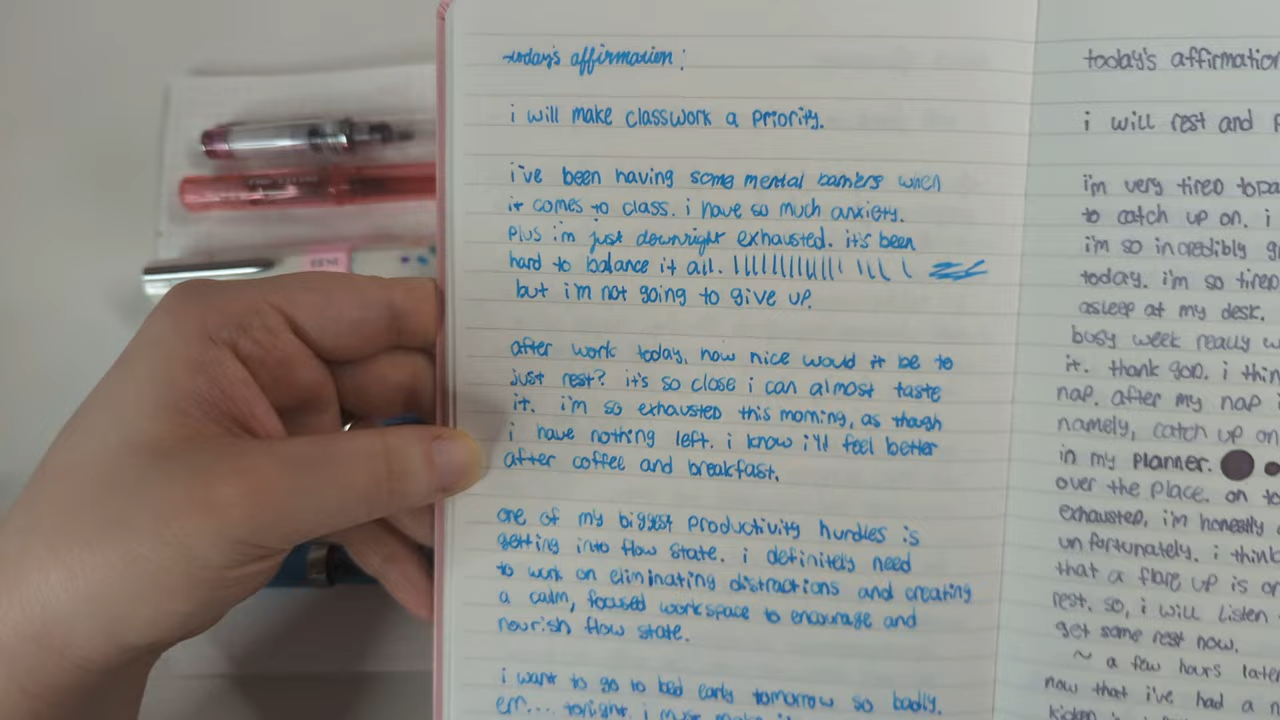 today's affirmation:
i will make classwork a priority.
i've been having some mental barriers when
it comes to class. i have so much anxiety.
plus i'm just downright exhausted. it's been
hard to balance it all.
but i'm not going to give up.
after work today, how nice would it be to
just rest? it's so close i can almost taste
it. i'm so exhausted this morning, as though
i have nothing left. i know i'll feel better
after coffee and breakfast.
one of my biggest productivity hurdles is
getting into flow state. i definitely need
to work on eliminating distractions and creating
a calm, focused workspace to encourage and
nourish flow state.
i want to go to bed early tomorrow so badly.
err... tonight. i must make
today's affirmation
i will rest and
i'm very tired
to catch up on. i
i'm so incredibly
today. i'm so tired
asleep at my desk.
busy week really
it. thank god. i thin
nap. after my nap i
namely, catch up on
in my planner.
over the place. on to
exhausted, i'm honestly
unfortunately. i think
that a flare up is
rest. so, i will listen
get some rest now.
~ a few hours later
now that i've had a